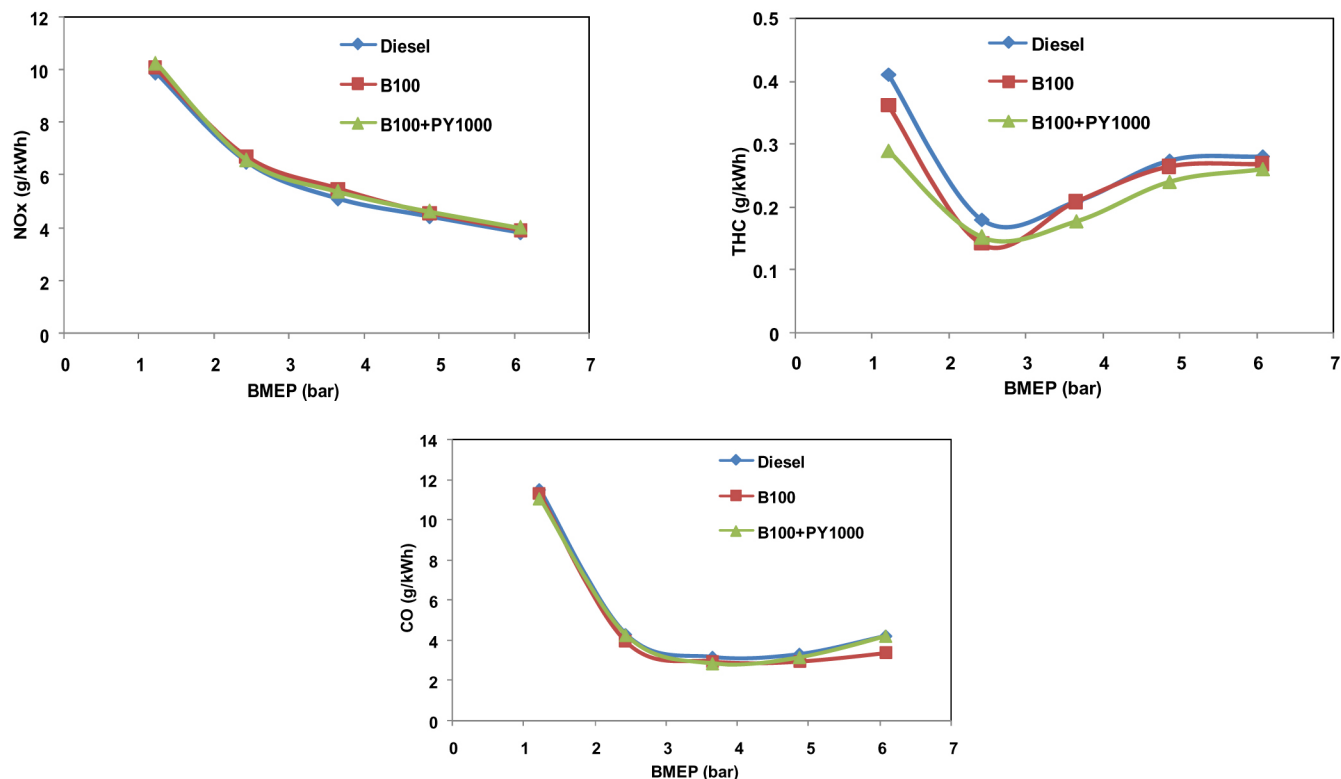 12
10
8
6
4
2
0
NOx (g/kWh)
Diesel
B100
B100+PY1000
0 1 2 3 4 5 6 7
BMEP (bar)
0.5
0.4
0.3
0.2
0.1
0
THC (g/kWh)
Diesel
B100
B100+PY1000
0 1 2 3 4 5 6 7
BMEP (bar)
14
12
10
8
6
4
2
0
CO (g/kWh)
Diesel
B100
B100+PY1000
0 1 2 3 4 5 6 7
BMEP (bar)